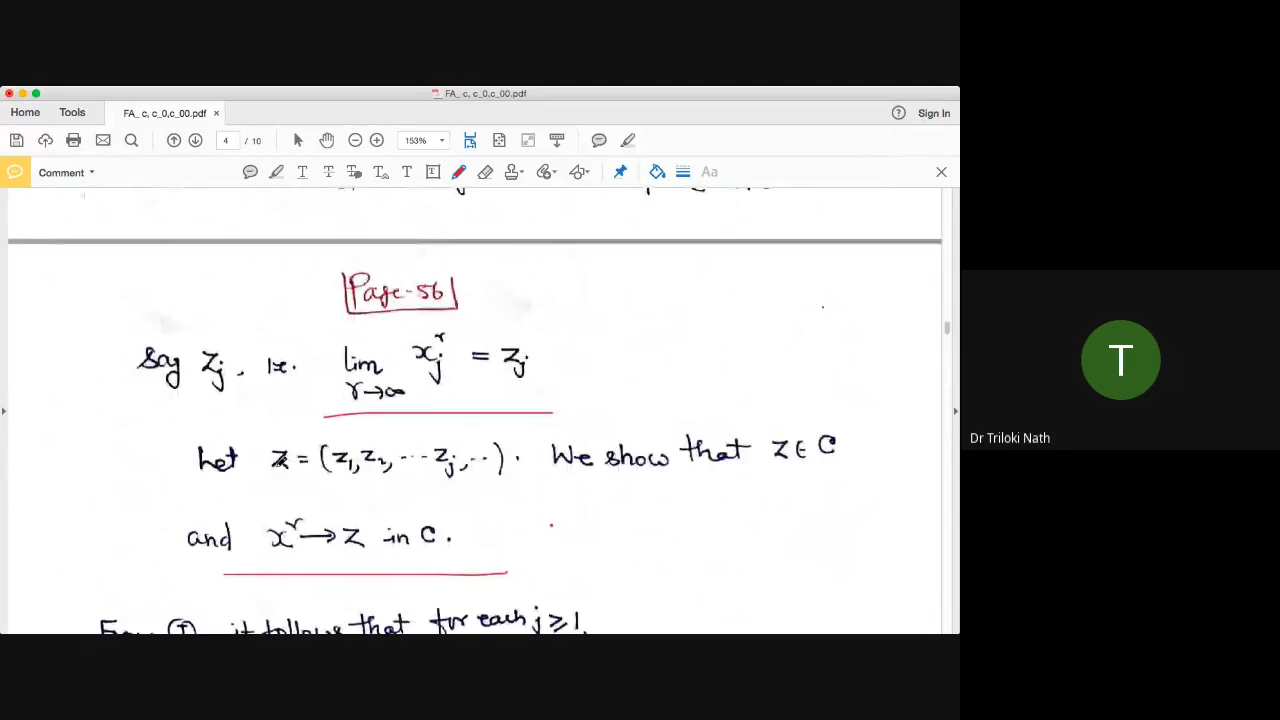 FA_ c, c_0,c_00.pdf
Home Tools FA_ c, c_0,c_00.pdf × Sign In
4 / 10 153%
Comment
Page-56
Say Zj, i.e. lim r→∞ xj^r = Zj
Let Z = (Z1, Z2, ... Zj, ..). We show that Z ∈ C
and x^r → Z in C.
it follows that for each j ≥ 1,
T
Dr Triloki Nath